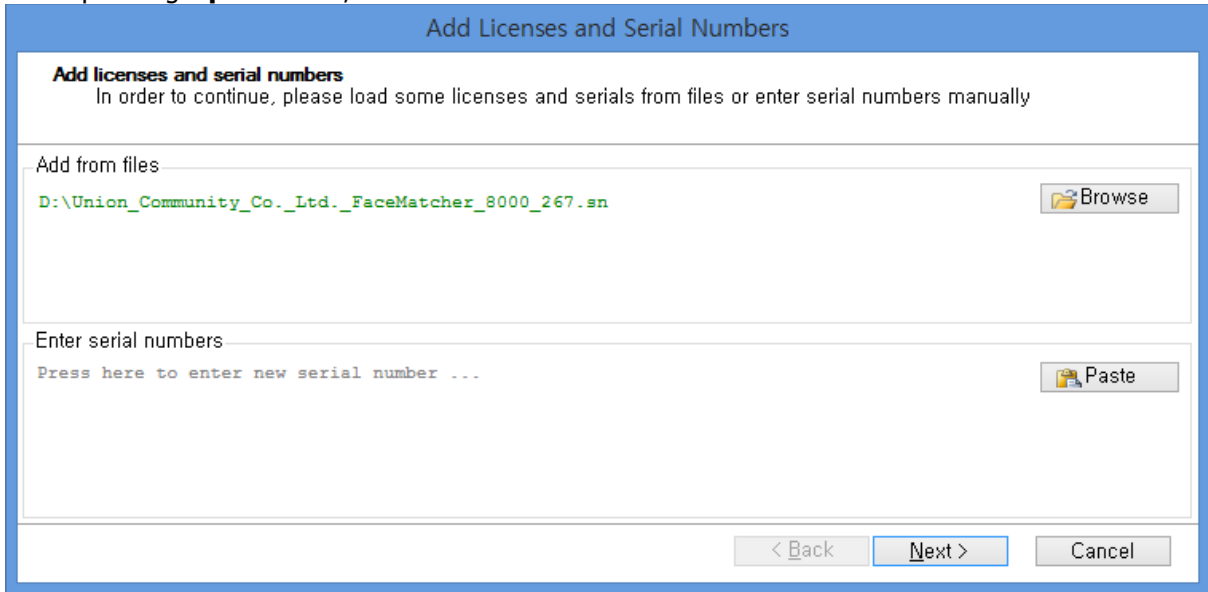 Add Licenses and Serial Numbers
Add licenses and serial numbers
In order to continue, please load some licenses and serials from files or enter serial numbers manually
Add from files
D:\Union_Community_Co._Ltd._FaceMatcher_8000_267.sn
Browse
Enter serial numbers
Press here to enter new serial number ...
Paste
< Back
Next >
Cancel